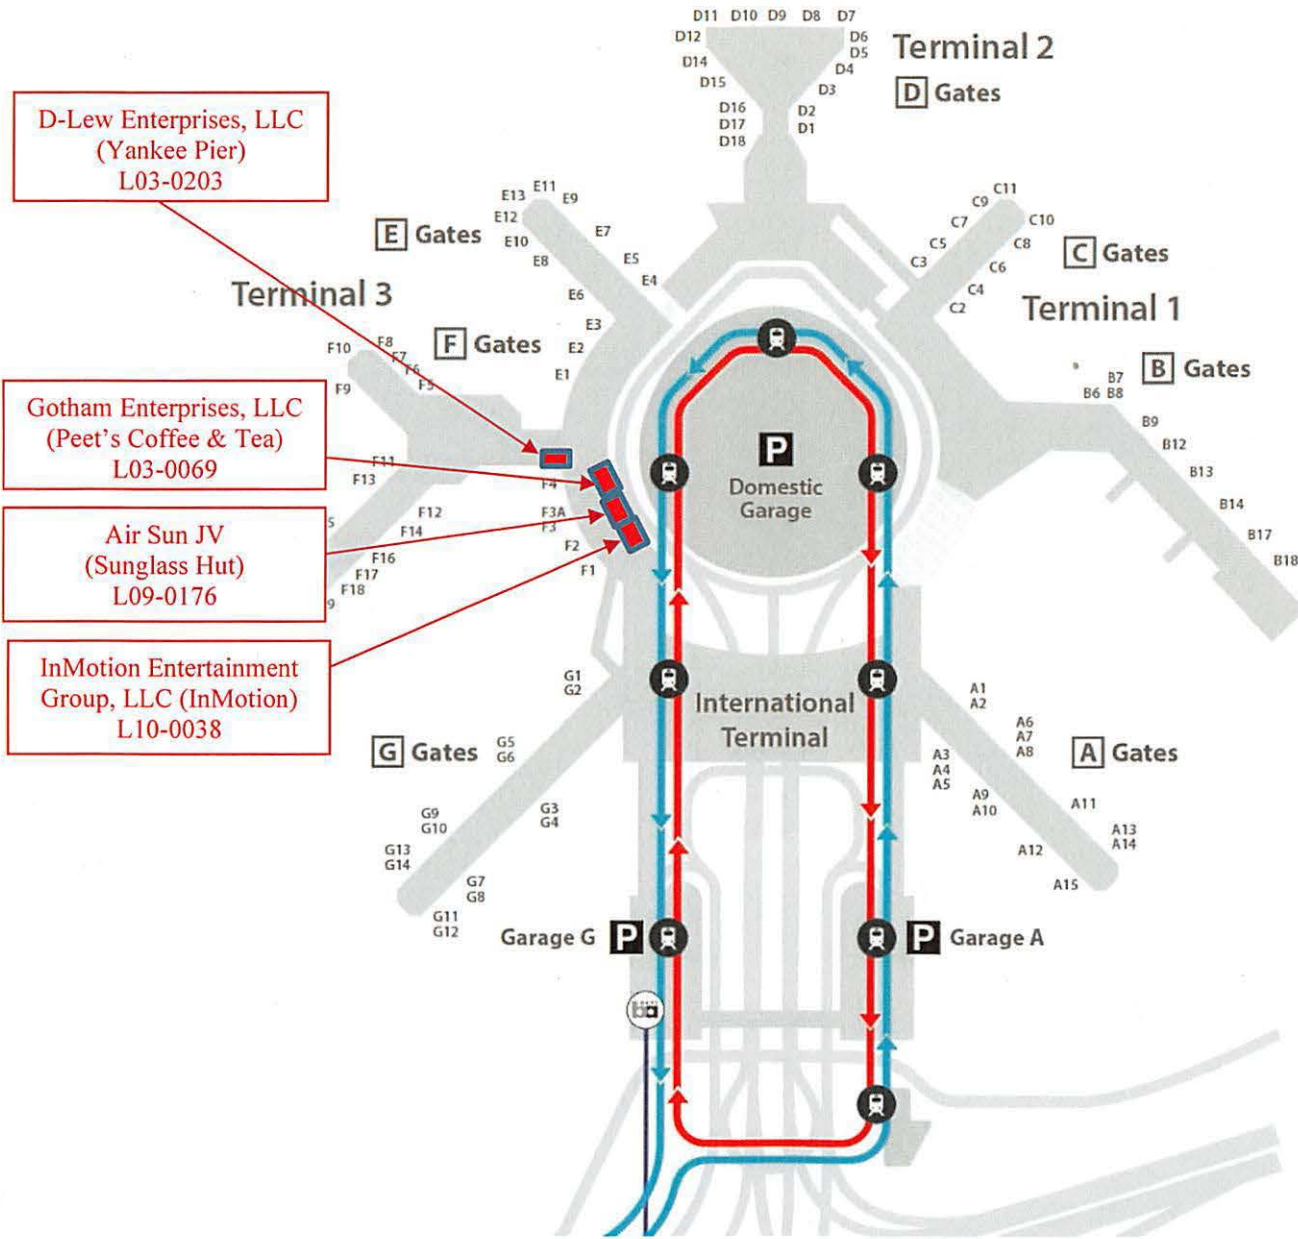 D11 D10 D9 D8 D7
D12
D6
D5
D14
D4
D15
D3
D16
D2
D17
D1
D18
Terminal 2
D Gates
D-Lew Enterprises, LLC
(Yankee Pier)
L03-0203
E13 E11 E9
E12
E10
E7
E8
E5
E4
E6
E3
E2
E1
E Gates
Terminal 3
F Gates
C11
C9
C10
C7
C8
C5
C6
C3
C4
C2
C Gates
Terminal 1
B Gates
B7
B6 B8
B9
B12
B13
B14
B17
B18
F10
F8
F7
F6
F5
F9
Gotham Enterprises, LLC
(Peet's Coffee & Tea)
L03-0069
F11
F13
F4
F12
F3A
F3
F14
F2
F16
F1
F17
F18
9
P
Domestic
Garage
Air Sun JV
(Sunglass Hut)
L09-0176
InMotion Entertainment
Group, LLC (InMotion)
L10-0038
International
Terminal
G1
G2
G Gates
G5
G6
G3
G4
G9
G10
G13
G14
G7
G8
G11
G12
A1
A2
A6
A7
A8
A3
A4
A5
A Gates
A9
A10
A11
A13
A14
A12
A15
Garage G P
P Garage A
ba